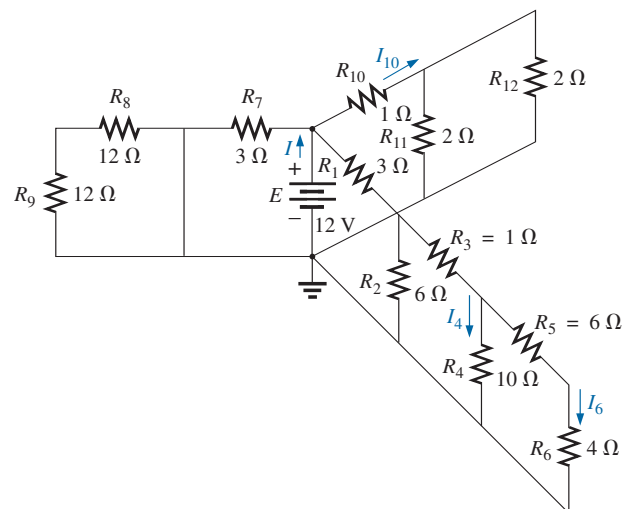 I10
R10
1 Ω
R12
2 Ω
R11
2 Ω
R8
12 Ω
R7
3 Ω
R9
12 Ω
I
+
E
−
12 V
R1
3 Ω
R3 = 1 Ω
R2
6 Ω
I4
R5 = 6 Ω
R4
10 Ω
I6
R6
4 Ω